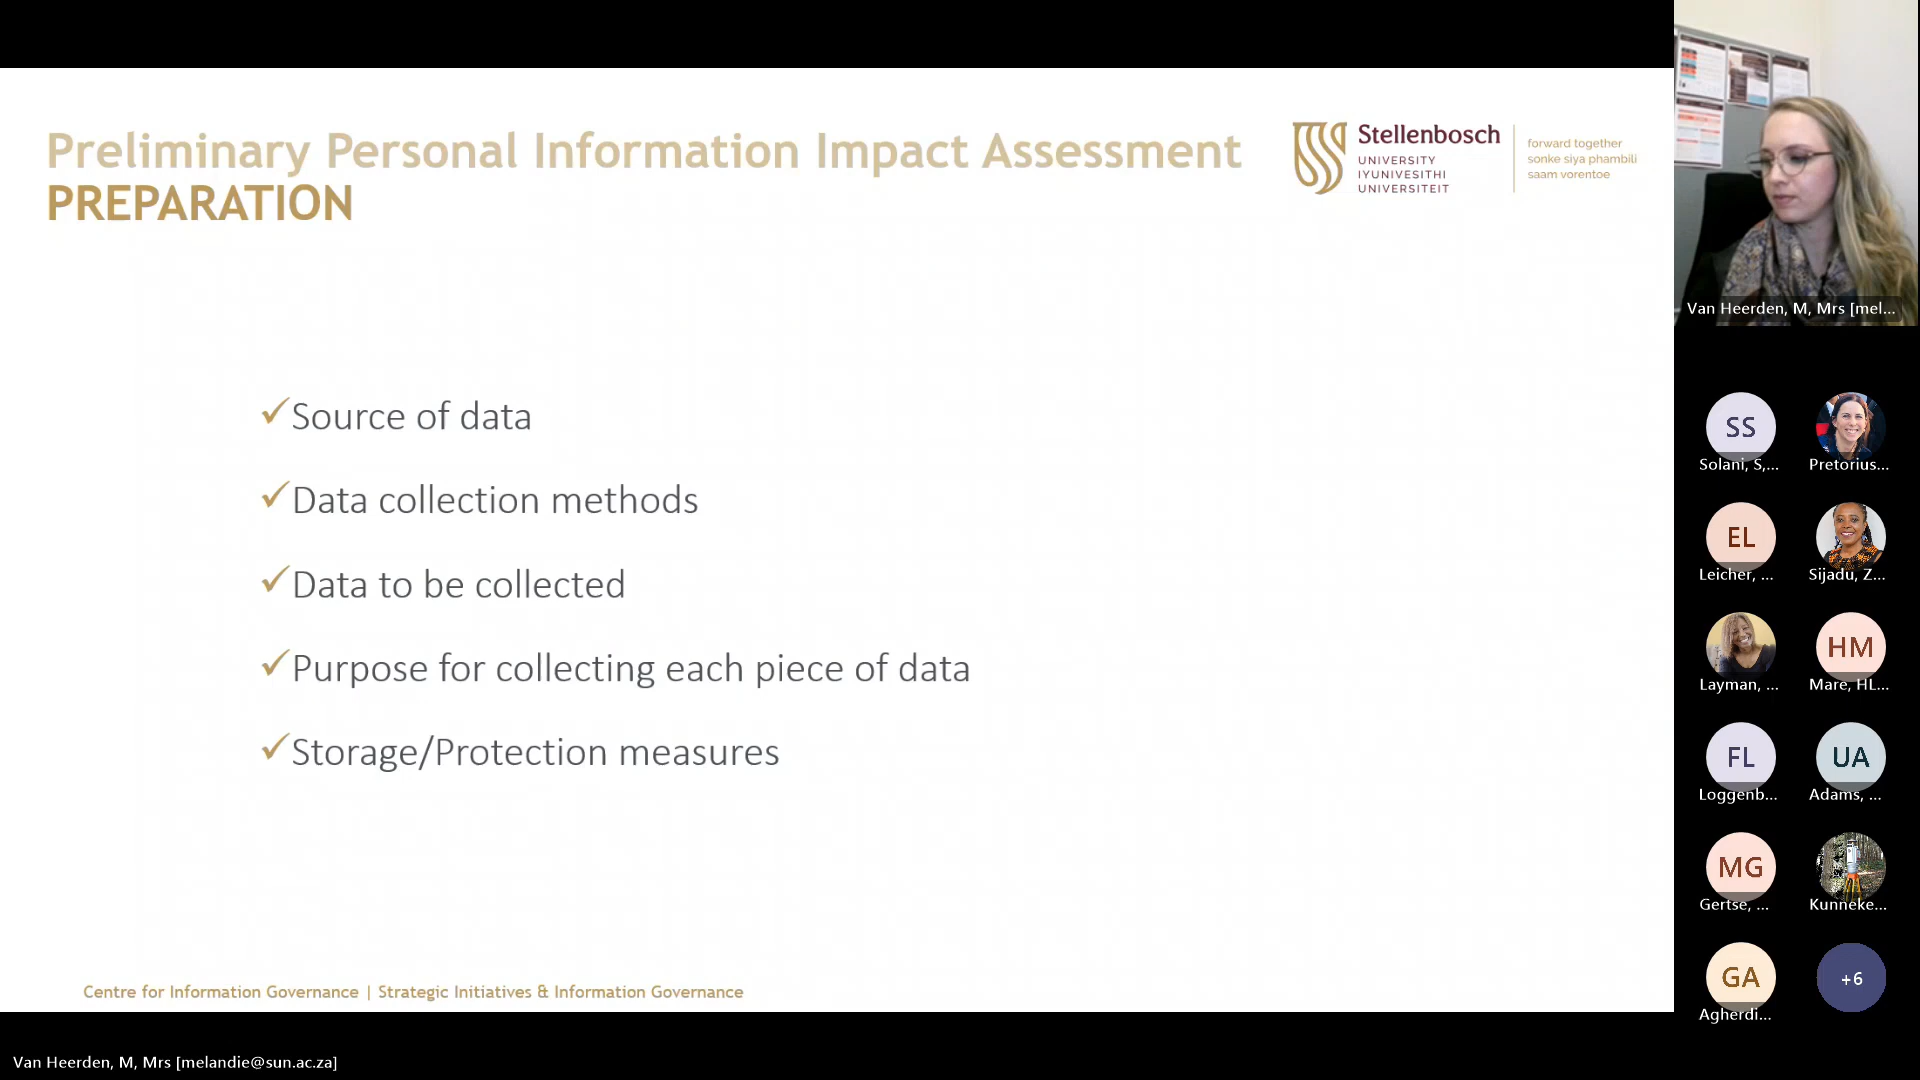 Preliminary Personal Information Impact Assessment
PREPARATION
Stellenbosch
UNIVERSITY
IYUNIVESITHI
UNIVERSITEIT
forward together
sonke siya phambili
saam vorentoe
Source of data
Data collection methods
Data to be collected
Purpose for collecting each piece of data
Storage/Protection measures
Centre for Information Governance | Strategic Initiatives & Information Governance
Van Heerden, M, Mrs [mel...
SS
Solani, S,...
Pretorius...
EL
Leicher, ...
Sijadu, Z...
Layman, ...
HM
Mare, HL...
FL
Loggenb...
UA
Adams, ...
MG
Gertse, ...
Kunneke...
GA
Agherdi...
+6
Van Heerden, M, Mrs [melandie@sun.ac.za]